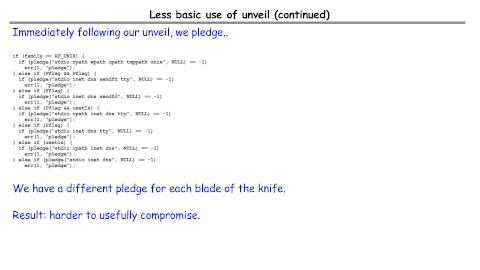 Less basic use of unveil (continued)
Immediately following our unveil, we pledge..
if (family == AF_UNIX) {
if (pledge("stdio rpath wpath cpath tmppath unix", NULL) == -1)
err(1, "pledge");
} else if (Fflag && Pflag) {
if (pledge("stdio inet dns sendfd tty", NULL) == -1)
err(1, "pledge");
} else if (Fflag) {
if (pledge("stdio inet dns sendfd", NULL) == -1)
err(1, "pledge");
} else if (Pflag && usetls) {
if (pledge("stdio rpath inet dns tty", NULL) == -1)
err(1, "pledge");
} else if (Pflag) {
if (pledge("stdio inet dns tty", NULL) == -1)
err(1, "pledge");
} else if (usetls) {
if (pledge("stdio rpath inet dns", NULL) == -1)
err(1, "pledge");
} else if (pledge("stdio inet dns", NULL) == -1)
err(1, "pledge");
We have a different pledge for each blade of the knife.
Result: harder to usefully compromise.